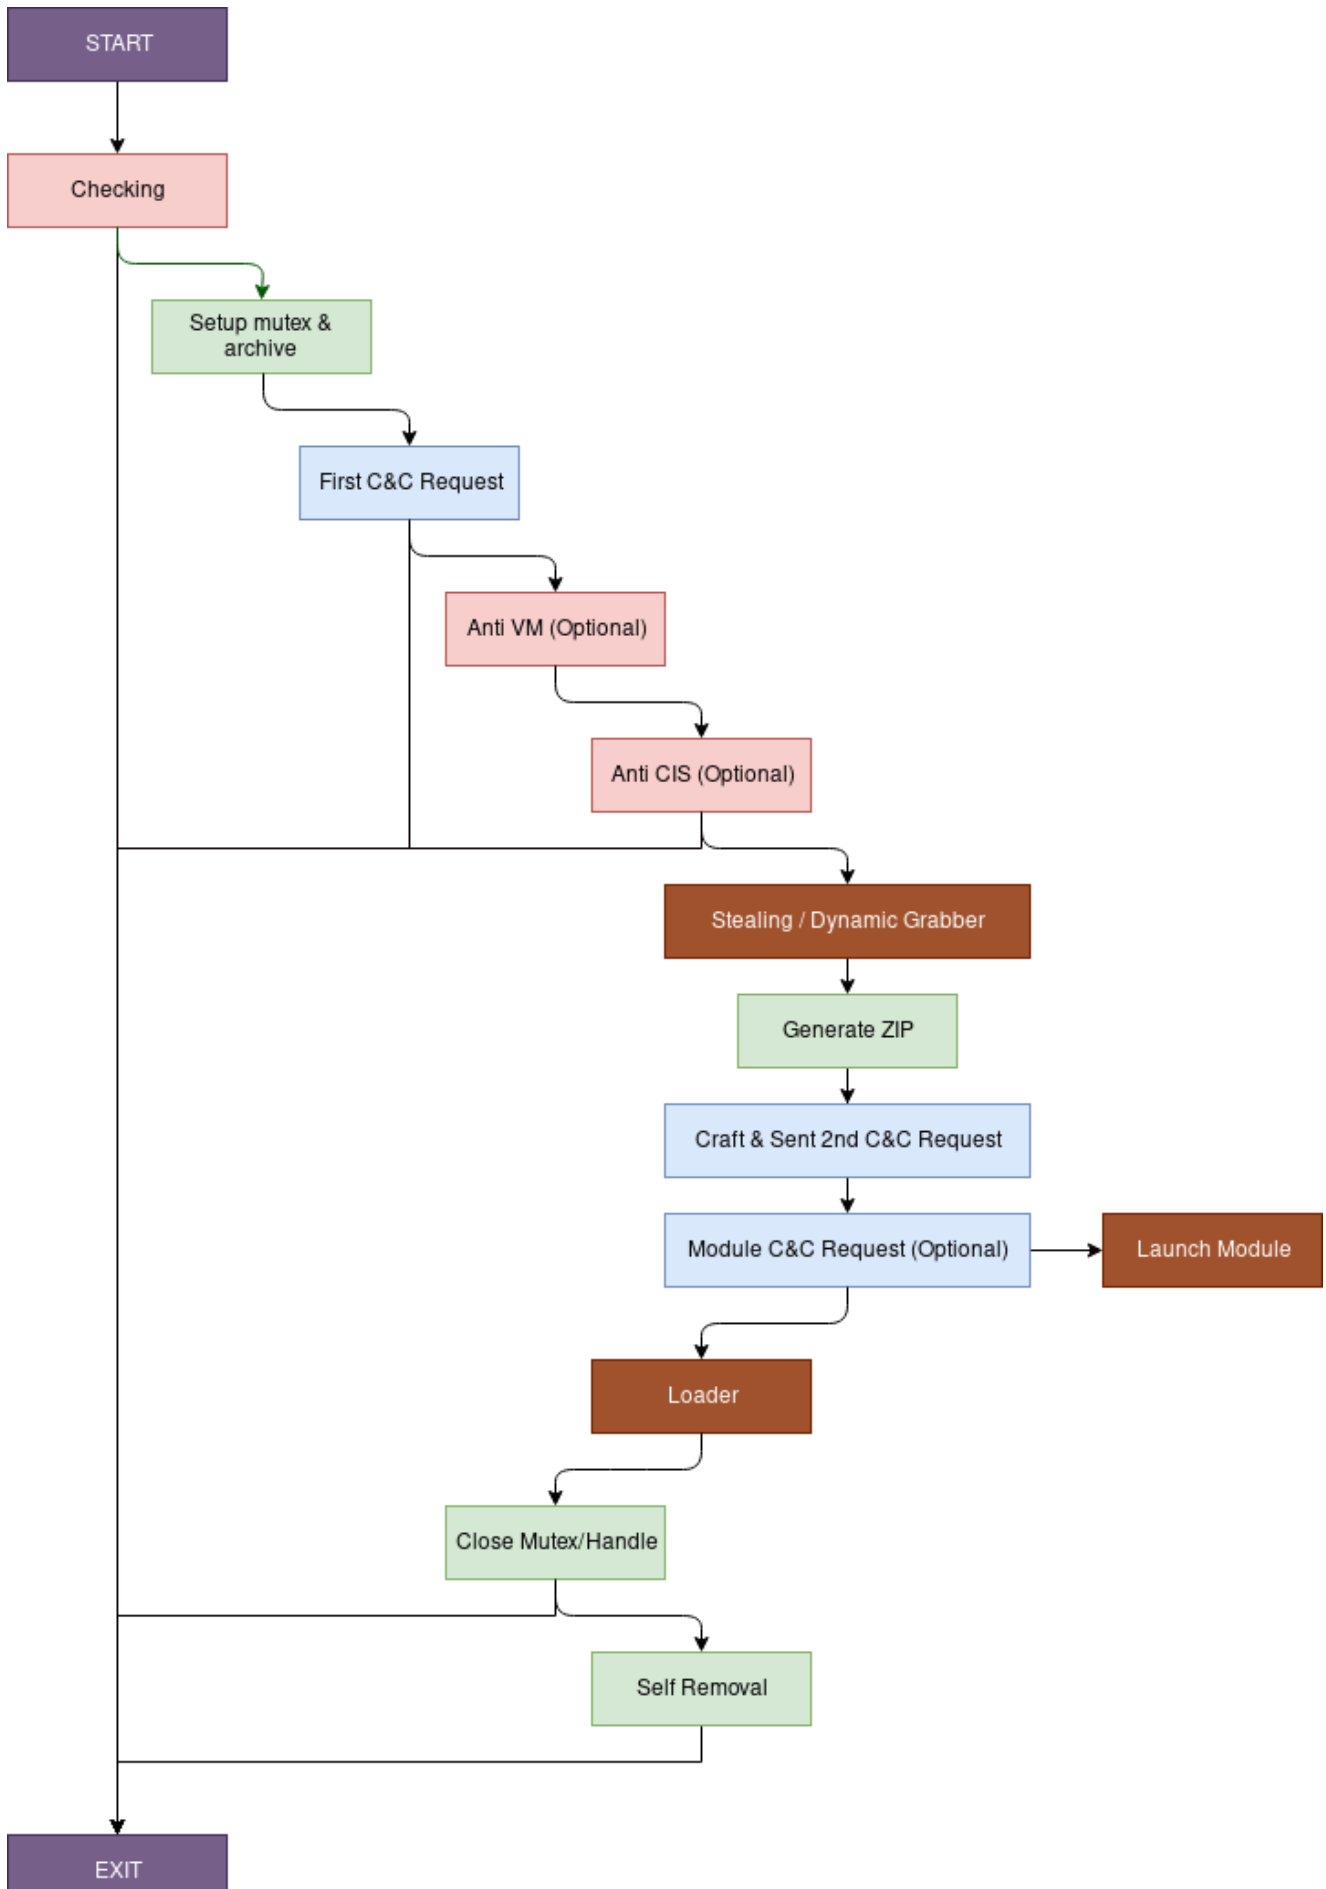 START
Checking
Setup mutex &
archive
First C&C Request
Anti VM (Optional)
Anti CIS (Optional)
Stealing / Dynamic Grabber
Generate ZIP
Craft & Sent 2nd C&C Request
Module C&C Request (Optional)
Launch Module
Loader
Close Mutex/Handle
Self Removal
EXIT